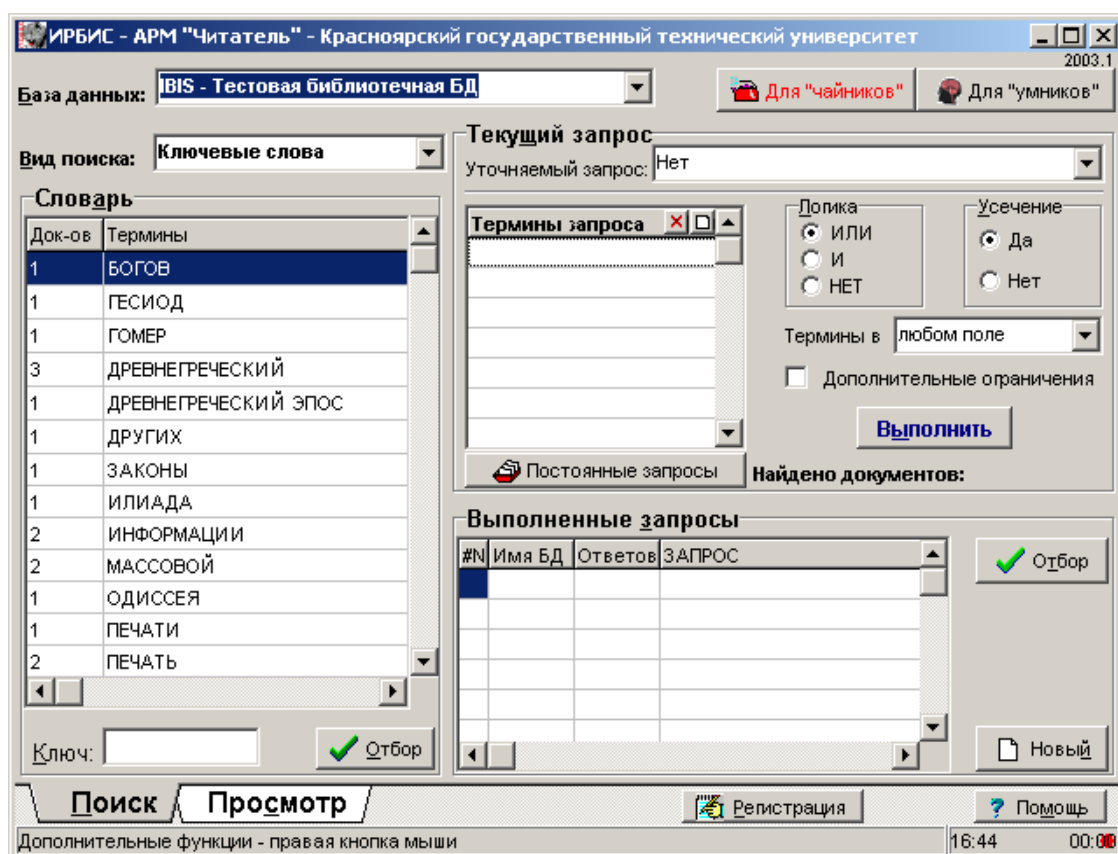 ИРБИС - АРМ "Читатель" - Красноярский государственный технический университет
2003.1
База данных: IBIS - Тестовая библиотечная БД
Для "чайников" Для "умников"
Вид поиска: Ключевые слова
Словарь
Док-ов Термины
1 БОГОВ
1 ГЕСИОД
1 ГОМЕР
3 ДРЕВНЕГРЕЧЕСКИЙ
1 ДРЕВНЕГРЕЧЕСКИЙ ЭПОС
1 ДРУГИХ
1 ЗАКОНЫ
1 ИЛИАДА
2 ИНФОРМАЦИИ
2 МАССОВОЙ
1 ОДИССЕЯ
1 ПЕЧАТИ
2 ПЕЧАТЬ
Ключ: Отбор
Текущий запрос
Уточняемый запрос: Нет
Термины запроса
Логика
ИЛИ
И
НЕТ
Усечение
Да
Нет
Термины в любом поле
Дополнительные ограничения
Выполнить
Постоянные запросы
Найдено документов:
Выполненные запросы
#N Имя БД Ответов ЗАПРОС
Отбор
Новый
Поиск Просмотр
Регистрация
Помощь
Дополнительные функции - правая кнопка мыши
16:44